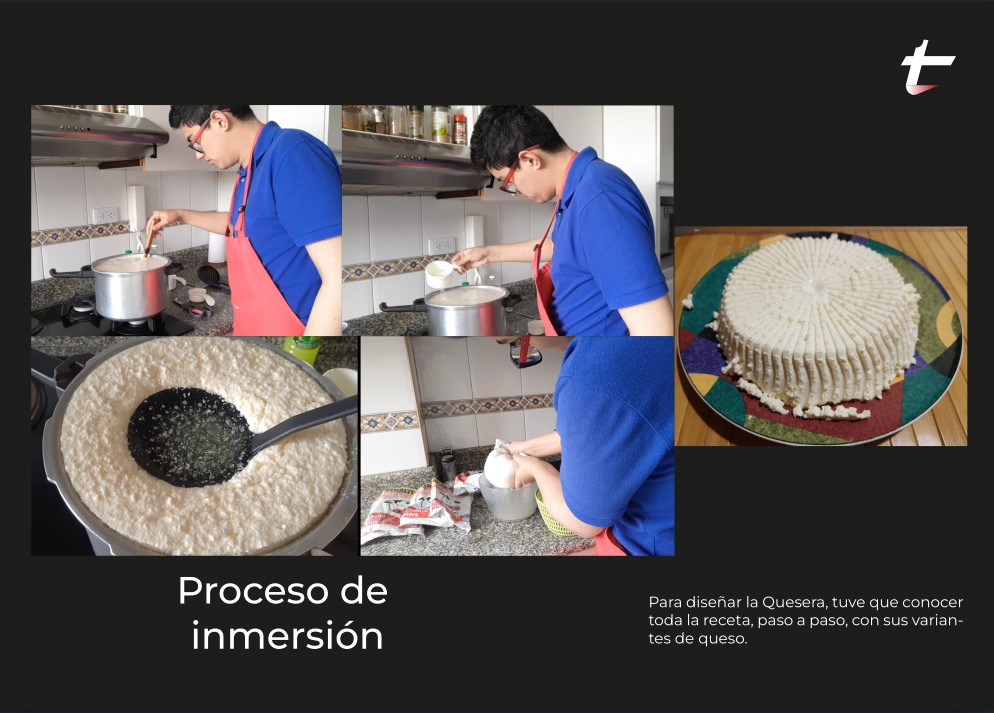 Proceso de
inmersión
Para diseñar la Quesera, tuve que conocer
toda la receta, paso a paso, con sus varian-
tes de queso.